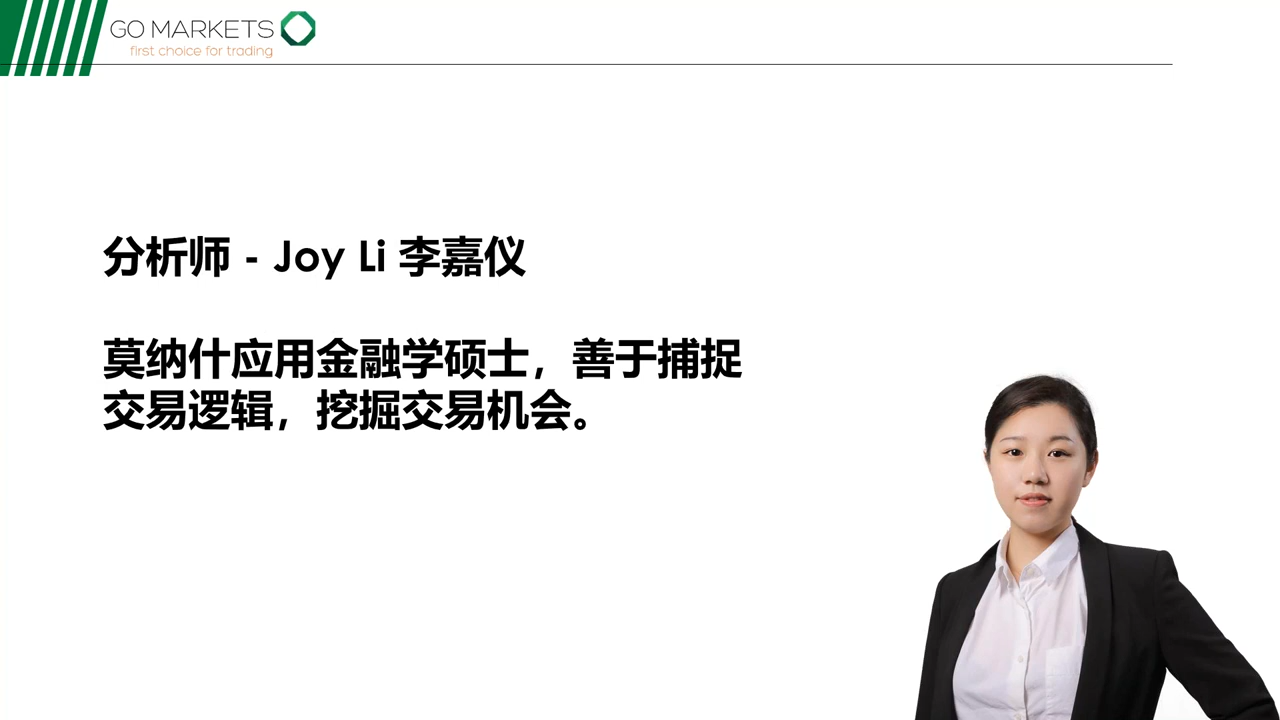 GO MARKETS
first choice for trading
分析师 - Joy Li 李嘉仪
莫纳什应用金融学硕士，善于捕捉
交易逻辑，挖掘交易机会。